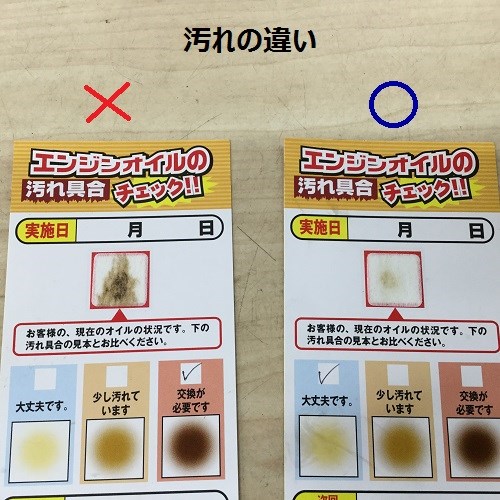 汚れの違い
エンジンオイルの
汚れ具合 チェック!!
実施日 月 日
お客様の、現在のオイルの状況です。下の
汚れ具合の見本とお比べください。
大丈夫です。
少し汚れて
います
交換が
必要です
エンジンオイルの
汚れ具合 チェック!!
実施日 月 日
お客様の、現在のオイルの状況です。下の
汚れ具合の見本とお比べください。
大丈夫です。
少し汚れて
います
交換が
必要です
次回